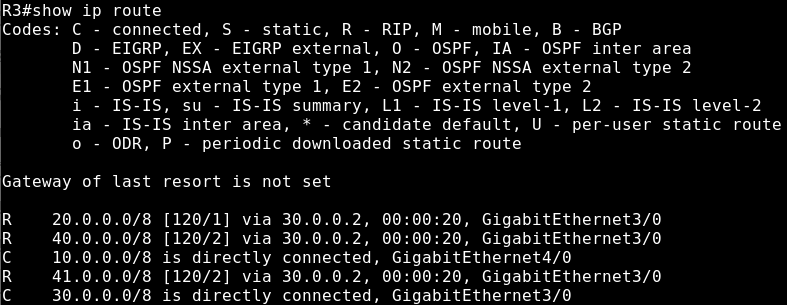 R3#show ip route
Codes: C - connected, S - static, R - RIP, M - mobile, B - BGP
       D - EIGRP, EX - EIGRP external, O - OSPF, IA - OSPF inter area
       N1 - OSPF NSSA external type 1, N2 - OSPF NSSA external type 2
       E1 - OSPF external type 1, E2 - OSPF external type 2
       i - IS-IS, su - IS-IS summary, L1 - IS-IS level-1, L2 - IS-IS level-2
       ia - IS-IS inter area, * - candidate default, U - per-user static route
       o - ODR, P - periodic downloaded static route

Gateway of last resort is not set

R    20.0.0.0/8 [120/1] via 30.0.0.2, 00:00:20, GigabitEthernet3/0
R    40.0.0.0/8 [120/2] via 30.0.0.2, 00:00:20, GigabitEthernet3/0
C    10.0.0.0/8 is directly connected, GigabitEthernet4/0
R    41.0.0.0/8 [120/2] via 30.0.0.2, 00:00:20, GigabitEthernet3/0
C    30.0.0.0/8 is directly connected, GigabitEthernet3/0